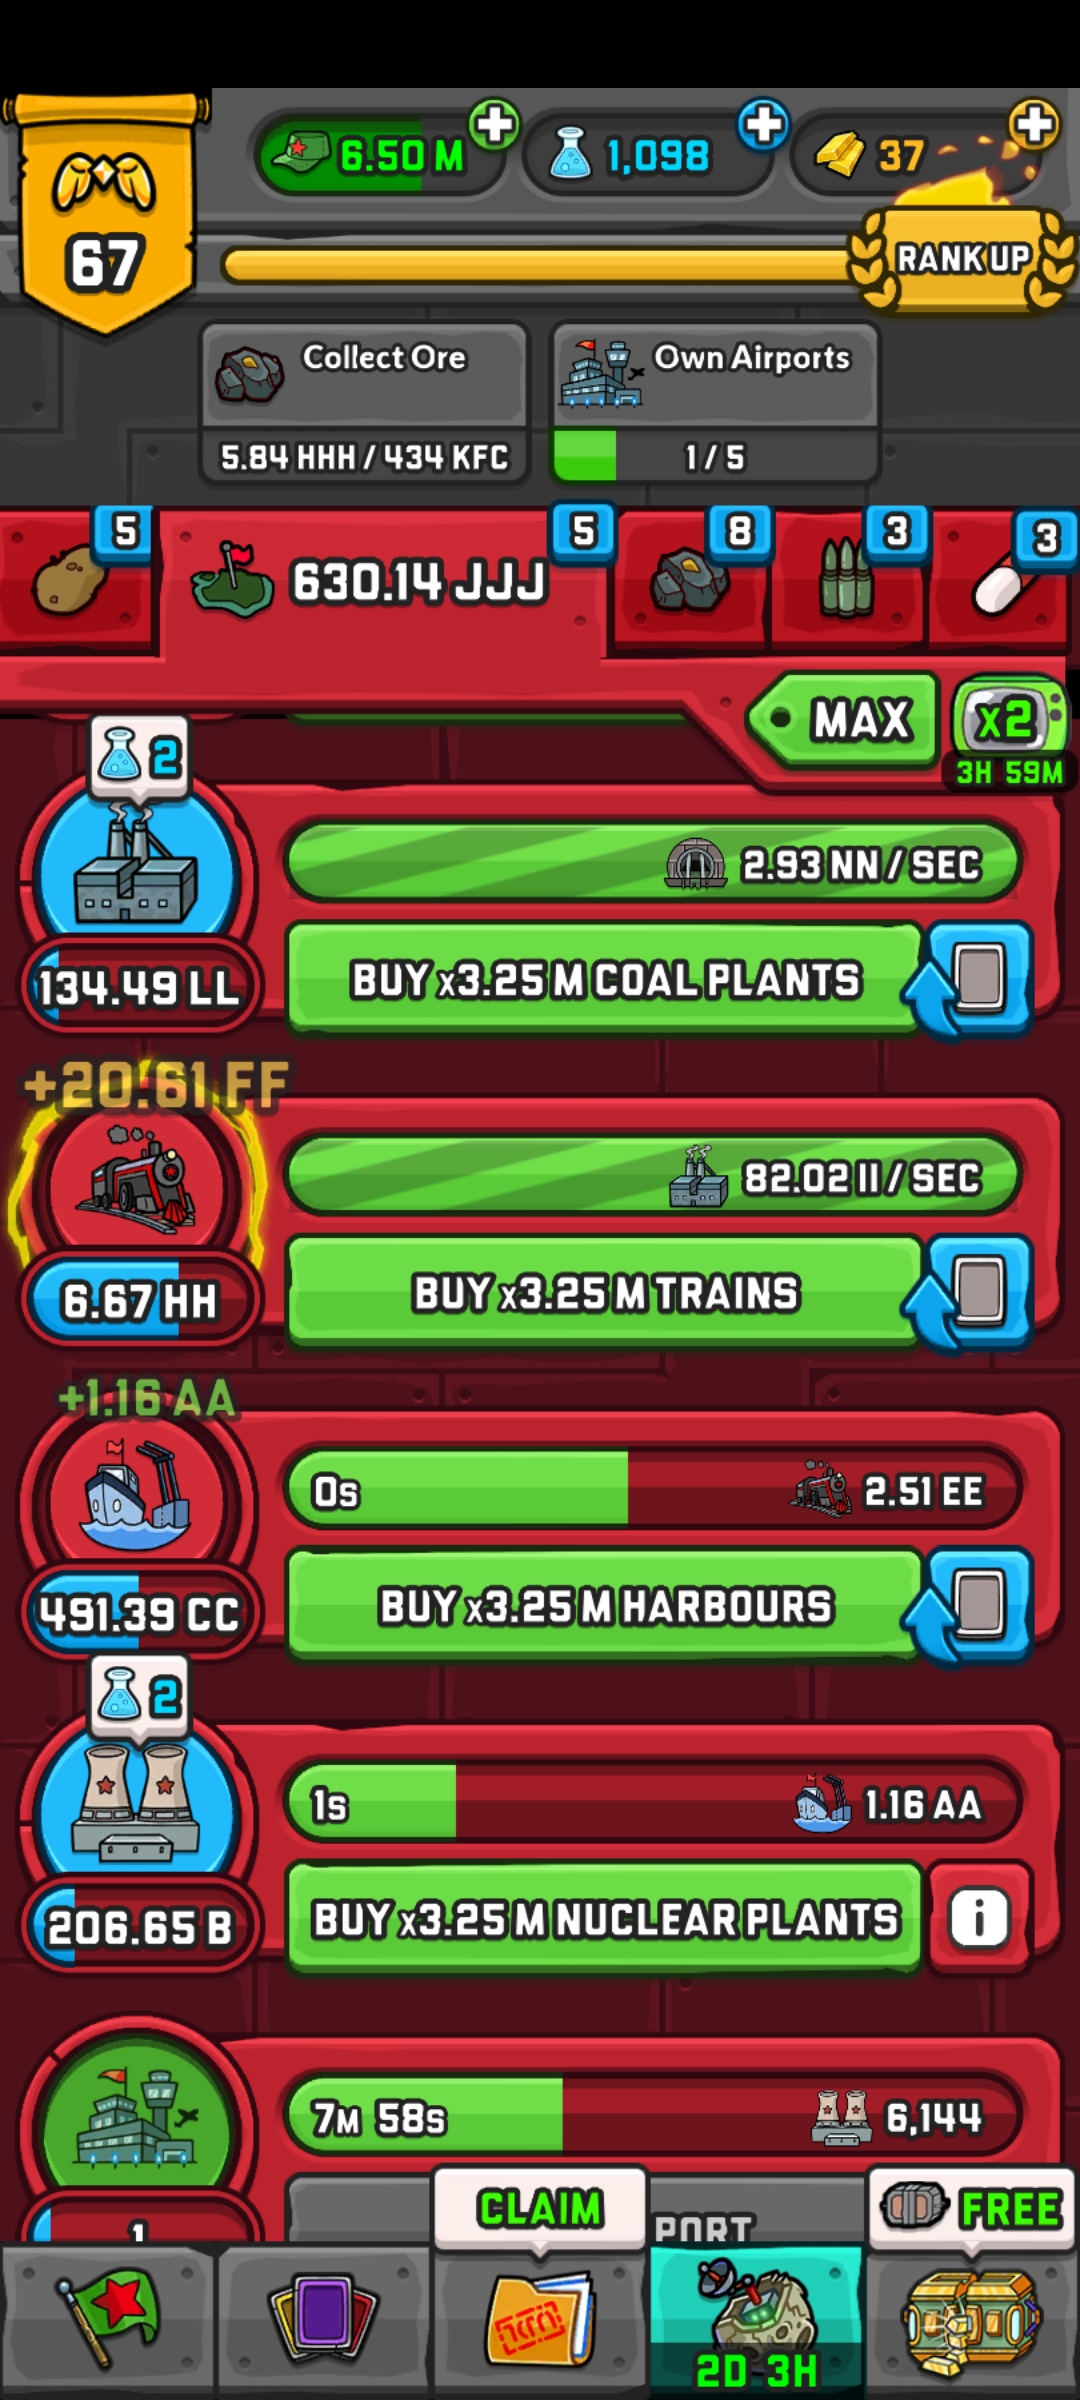 6.50 M
1,098
37
67
RANK UP
Collect Ore
Own Airports
5.84 HHH / 434 KFC
1 / 5
5
630.14 JJJ
5
8
3
3
MAX
x2
3H 59M
2
2.93 NN / SEC
134.49 LL
BUY x3.25 M COAL PLANTS
+20.61 FF
82.02 II / SEC
6.67 HH
BUY x3.25 M TRAINS
+1.16 AA
0s
2.51 EE
491.39 CC
BUY x3.25 M HARBOURS
2
1s
1.16 AA
206.65 B
BUY x3.25 M NUCLEAR PLANTS
i
7M 58s
6,144
1
CLAIM
PORT
FREE
2D 3H